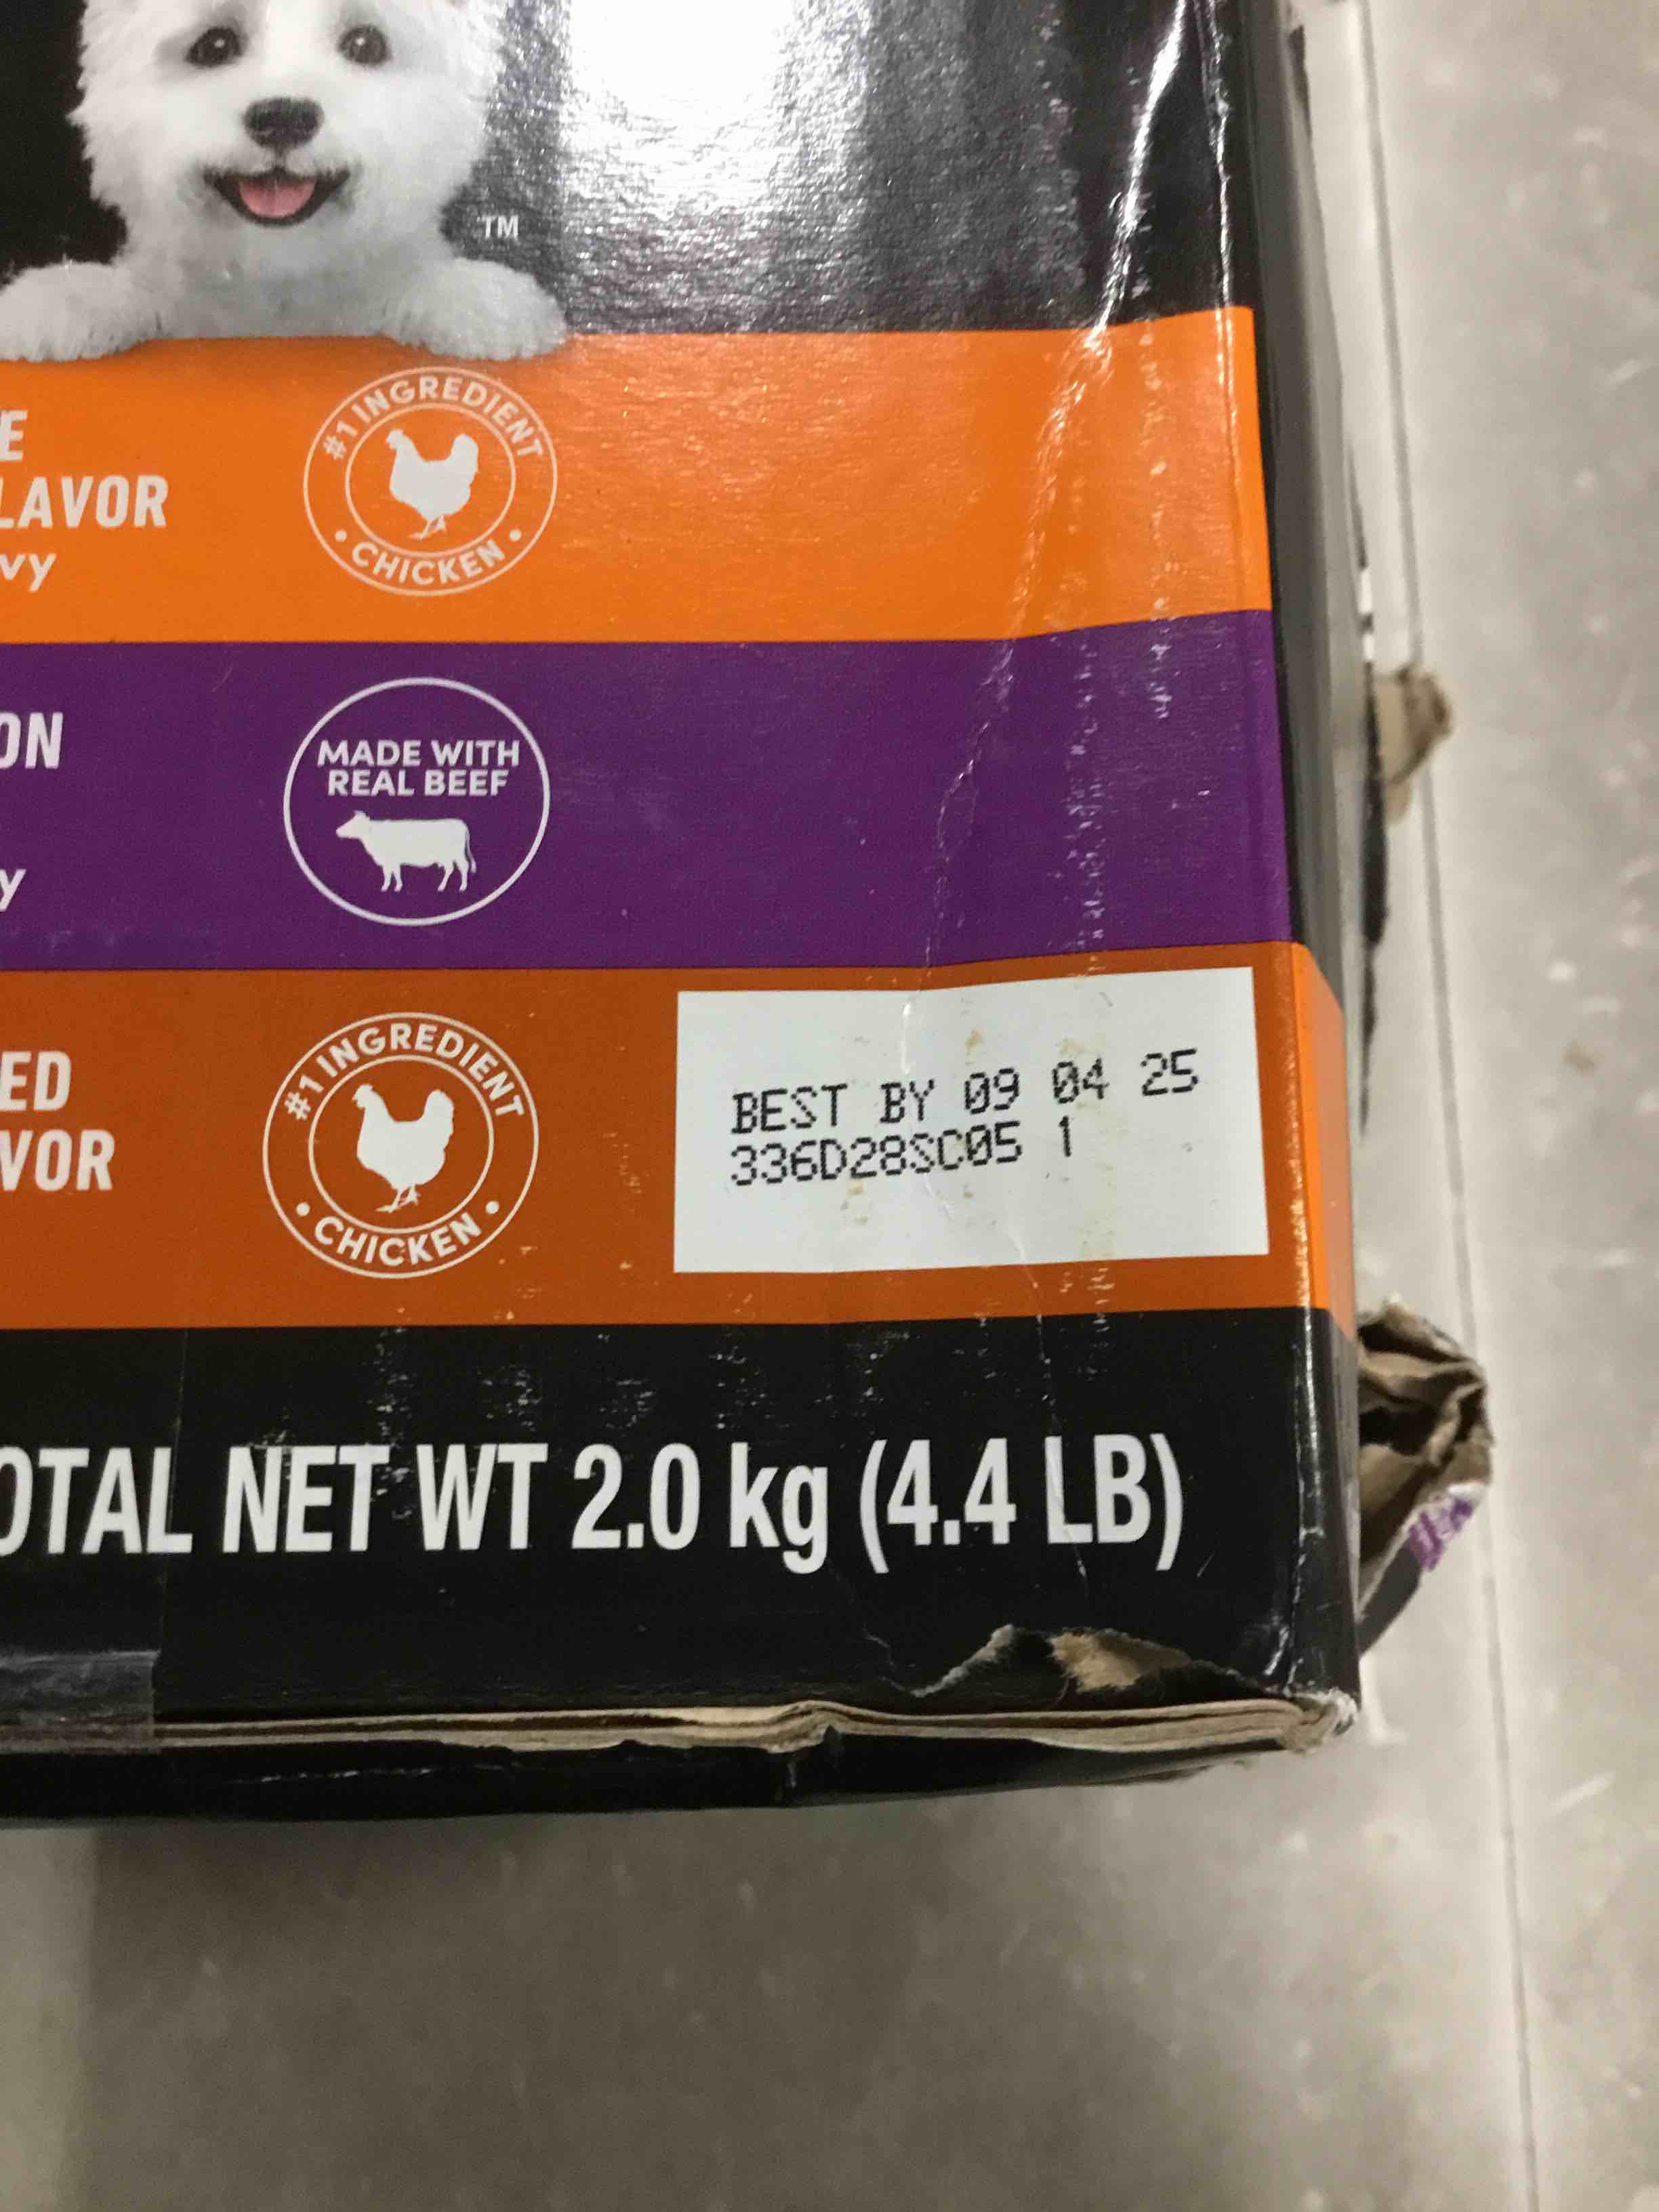 TM
E
LAVOR
vy
#1 INGREDIENT
• CHICKEN •
ON
y
MADE WITH
REAL BEEF
ED
VOR
#1 INGREDIENT
• CHICKEN •
BEST BY 09 04 25
336D28SC05 1
OTAL NET WT 2.0 kg (4.4 LB)